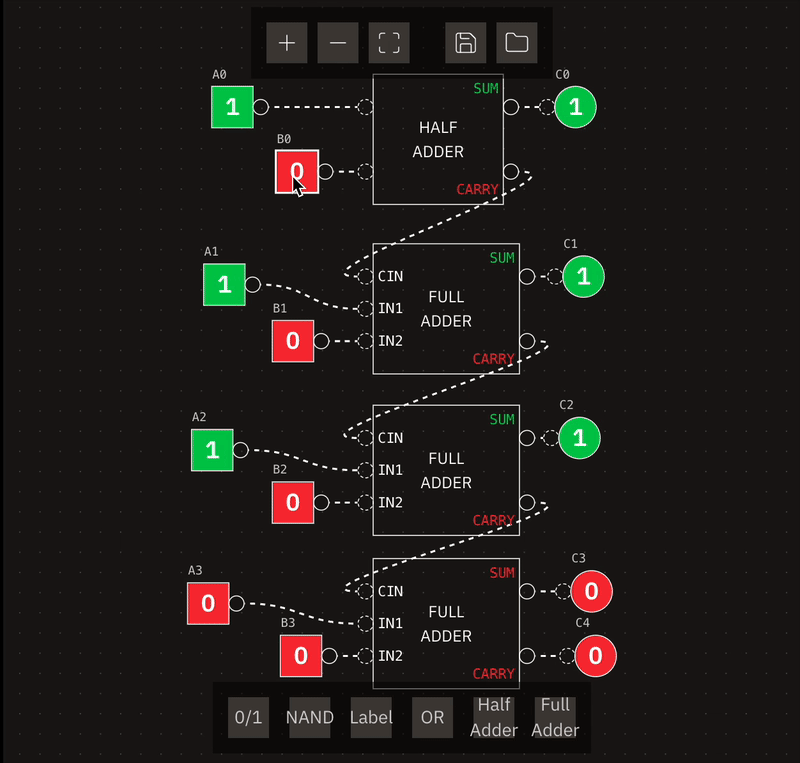 A0
1
SUM
C0
1
HALF
ADDER
B0
0
CARRY
A1
1
SUM
C1
1
CIN
FULL
ADDER
IN1
B1
0
IN2
CARRY
A2
1
SUM
C2
1
CIN
FULL
ADDER
IN1
B2
0
IN2
CARRY
A3
0
SUM
C3
0
CIN
FULL
ADDER
IN1
B3
0
IN2
C4
0
CARRY
0/1
NAND
Label
OR
Half
Adder
Full
Adder